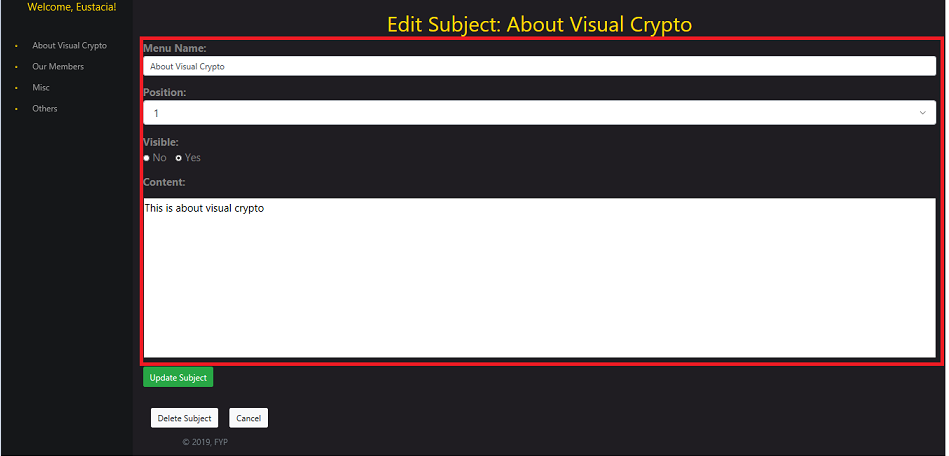 Welcome, Eustacia!
About Visual Crypto
Our Members
Misc
Others
Edit Subject: About Visual Crypto
Menu Name:
About Visual Crypto
Position:
1
Visible:
No Yes
Content:
This is about visual crypto
Update Subject
Delete Subject Cancel
© 2019, FYP